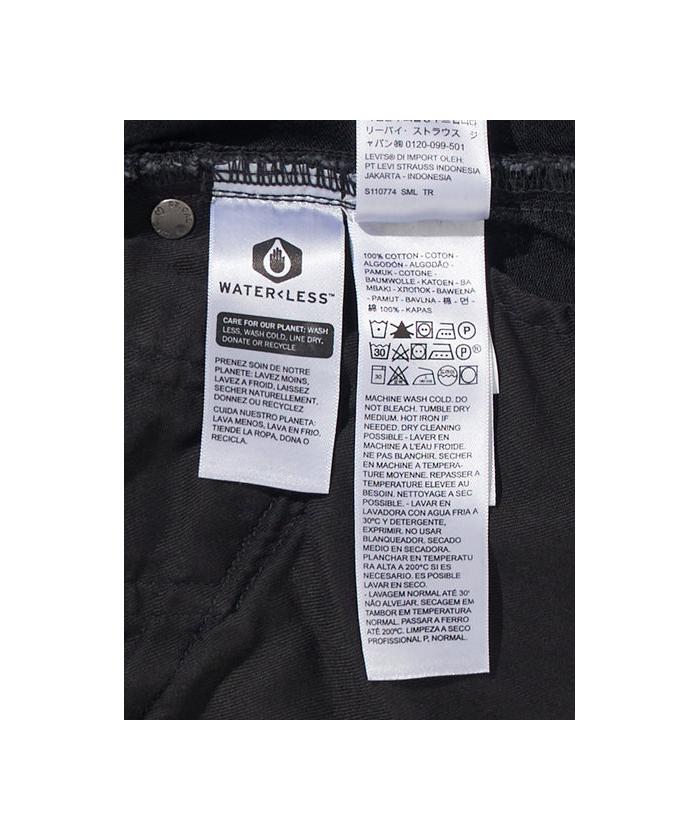 リーバイ・ストラウス ジ
ャパン㈱ 0120-099-501
LEVI'S® DI IMPORT OLEH:
PT LEVI STRAUSS INDONESIA
JAKARTA - INDONESIA
S110774 SML TR
WATER<LESS™
CARE FOR OUR PLANET: WASH
LESS, WASH COLD, LINE DRY,
DONATE OR RECYCLE
PRENEZ SOIN DE NOTRE
PLANETE: LAVEZ MOINS,
LAVEZ A FROID, LAISSEZ
SECHER NATURELLEMENT,
DONNEZ OU RECYCLEZ
CUIDA NUESTRO PLANETA:
LAVA MENOS, LAVA EN FRIO,
TIENDE LA ROPA, DONA O
RECICLA.
100% COTTON - COTON -
ALGODÓN - ALGODÃO -
PAMUK - COTONE -
BAUMWOLLE - KATOEN - BA
MBAKI - ХЛОПОК - BAWEŁNA
- PAMUT - BAVLNA - 棉 - 면 -
綿 100% - KAPAS
P
30 P
30
MACHINE WASH COLD. DO
NOT BLEACH. TUMBLE DRY
MEDIUM. HOT IRON IF
NEEDED. DRY CLEANING
POSSIBLE - LAVER EN
MACHINE A L'EAU FROIDE.
NE PAS BLANCHIR. SECHER
EN MACHINE A TEMPERA-
TURE MOYENNE. REPASSER A
TEMPERATURE ELEVEE AU
BESOIN. NETTOYAGE A SEC
POSSIBLE. - LAVAR EN
LAVADORA CON AGUA FRIA A
30ºC Y DETERGENTE,
EXPRIMIR. NO USAR
BLANQUEADOR. SECADO
MEDIO EN SECADORA.
PLANCHAR EN TEMPERATU
RA ALTA A 200°C SI ES
NECESARIO. ES POSIBLE
LAVAR EN SECO.
- LAVAGEM NORMAL ATÉ 30°
NÃO ALVEJAR. SECAGEM EM
TAMBOR EM TEMPERATURA
NORMAL. PASSAR A FERRO
ATÉ 200°C. LIMPEZA A SECO
PROFISSIONAL P, NORMAL.